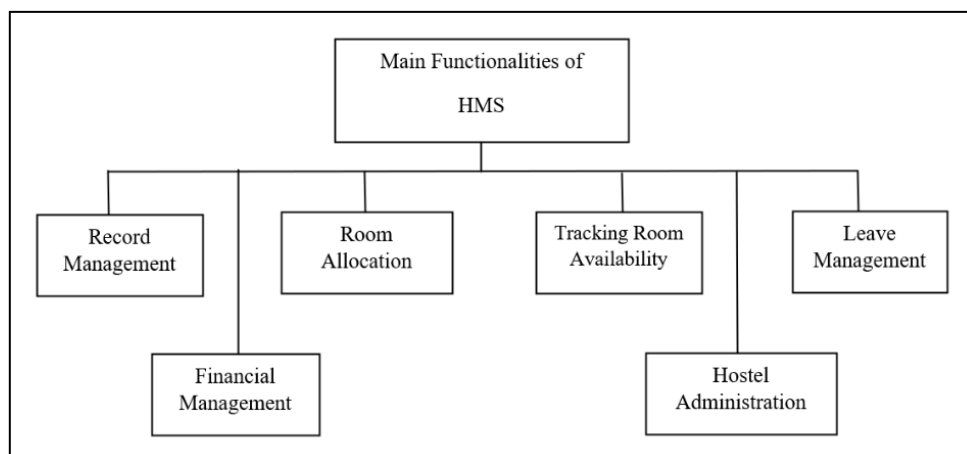 Main Functionalities of
HMS
Record
Management
Room
Allocation
Tracking Room
Availability
Leave
Management
Financial
Management
Hostel
Administration